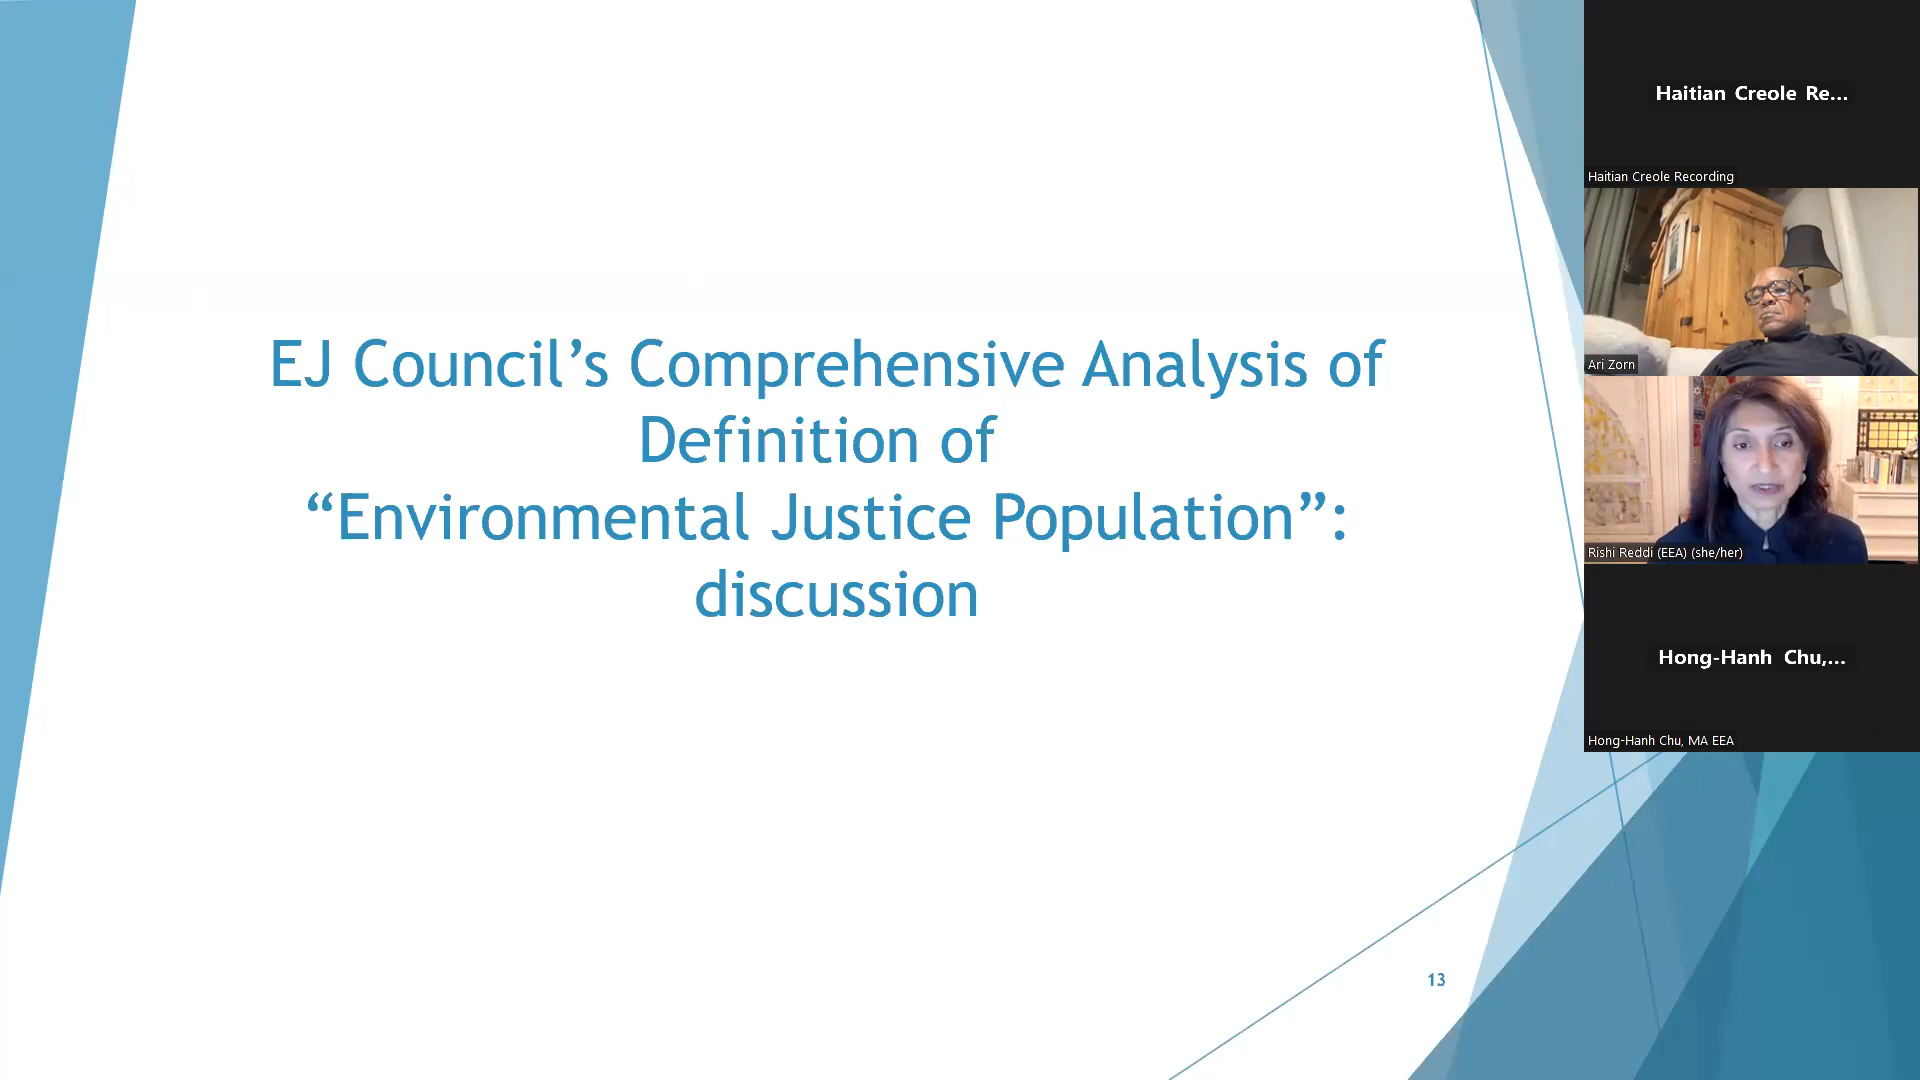 EJ Council’s Comprehensive Analysis of
Definition of
“Environmental Justice Population”:
discussion
13
Haitian Creole Re...
Haitian Creole Recording
Ari Zorn
Rishi Reddi (EEA) (she/her)
Hong-Hanh Chu,...
Hong-Hanh Chu, MA EEA